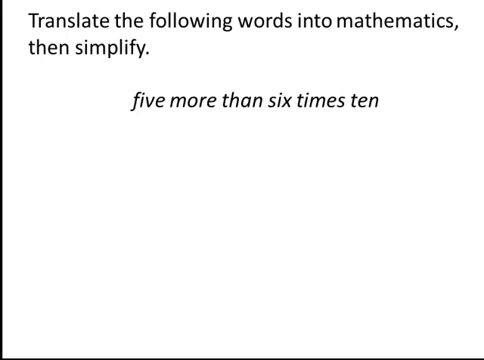 Translate the following words into mathematics,
then simplify.
five more than six times ten